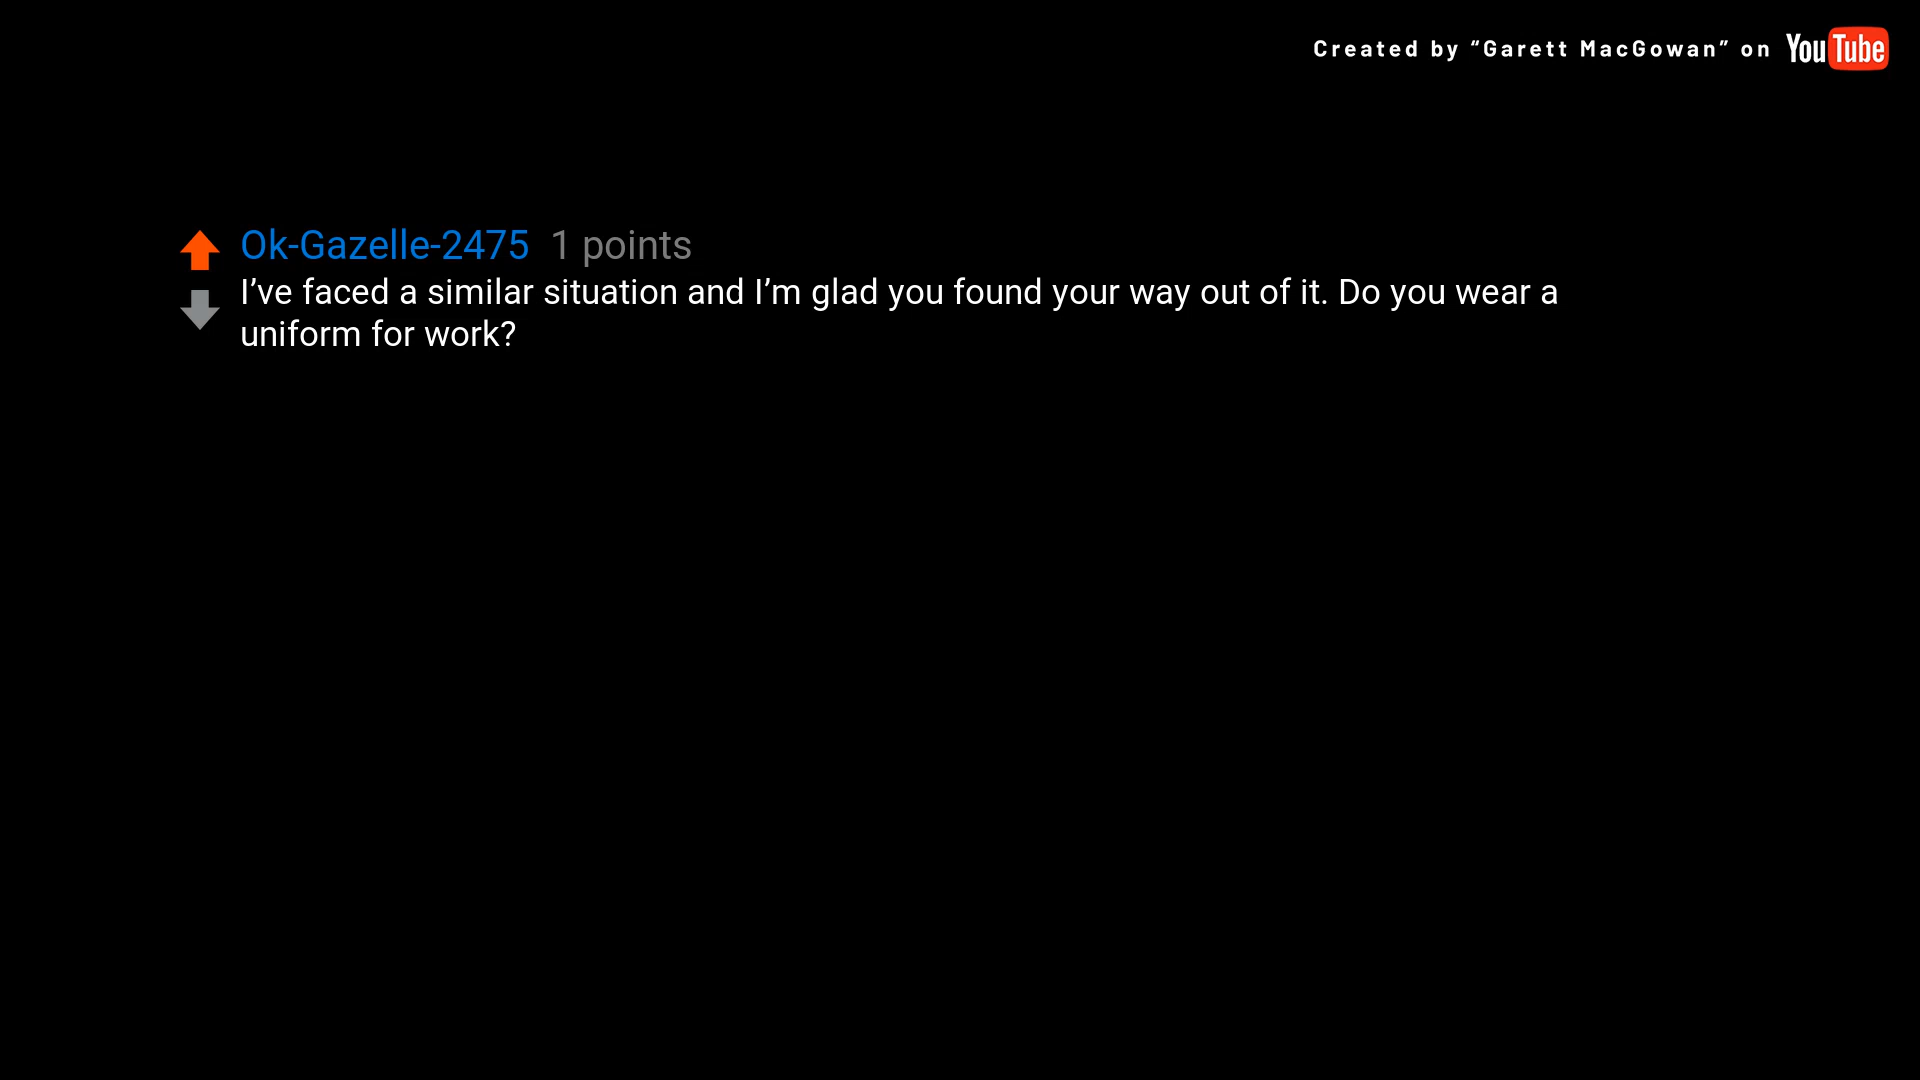 Created by “Garett MacGowan” on YouTube
Ok-Gazelle-2475 1 points
I’ve faced a similar situation and I’m glad you found your way out of it. Do you wear a
uniform for work?